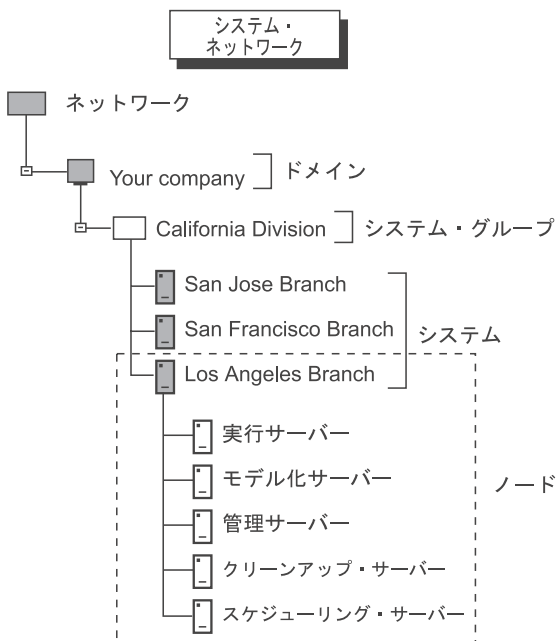 システム・
ネットワーク
ネットワーク
Your company
ドメイン
California Division
システム・グループ
San Jose Branch
San Francisco Branch
システム
Los Angeles Branch
実行サーバー
モデル化サーバー
ノード
管理サーバー
クリーンアップ・サーバー
スケジューリング・サーバー